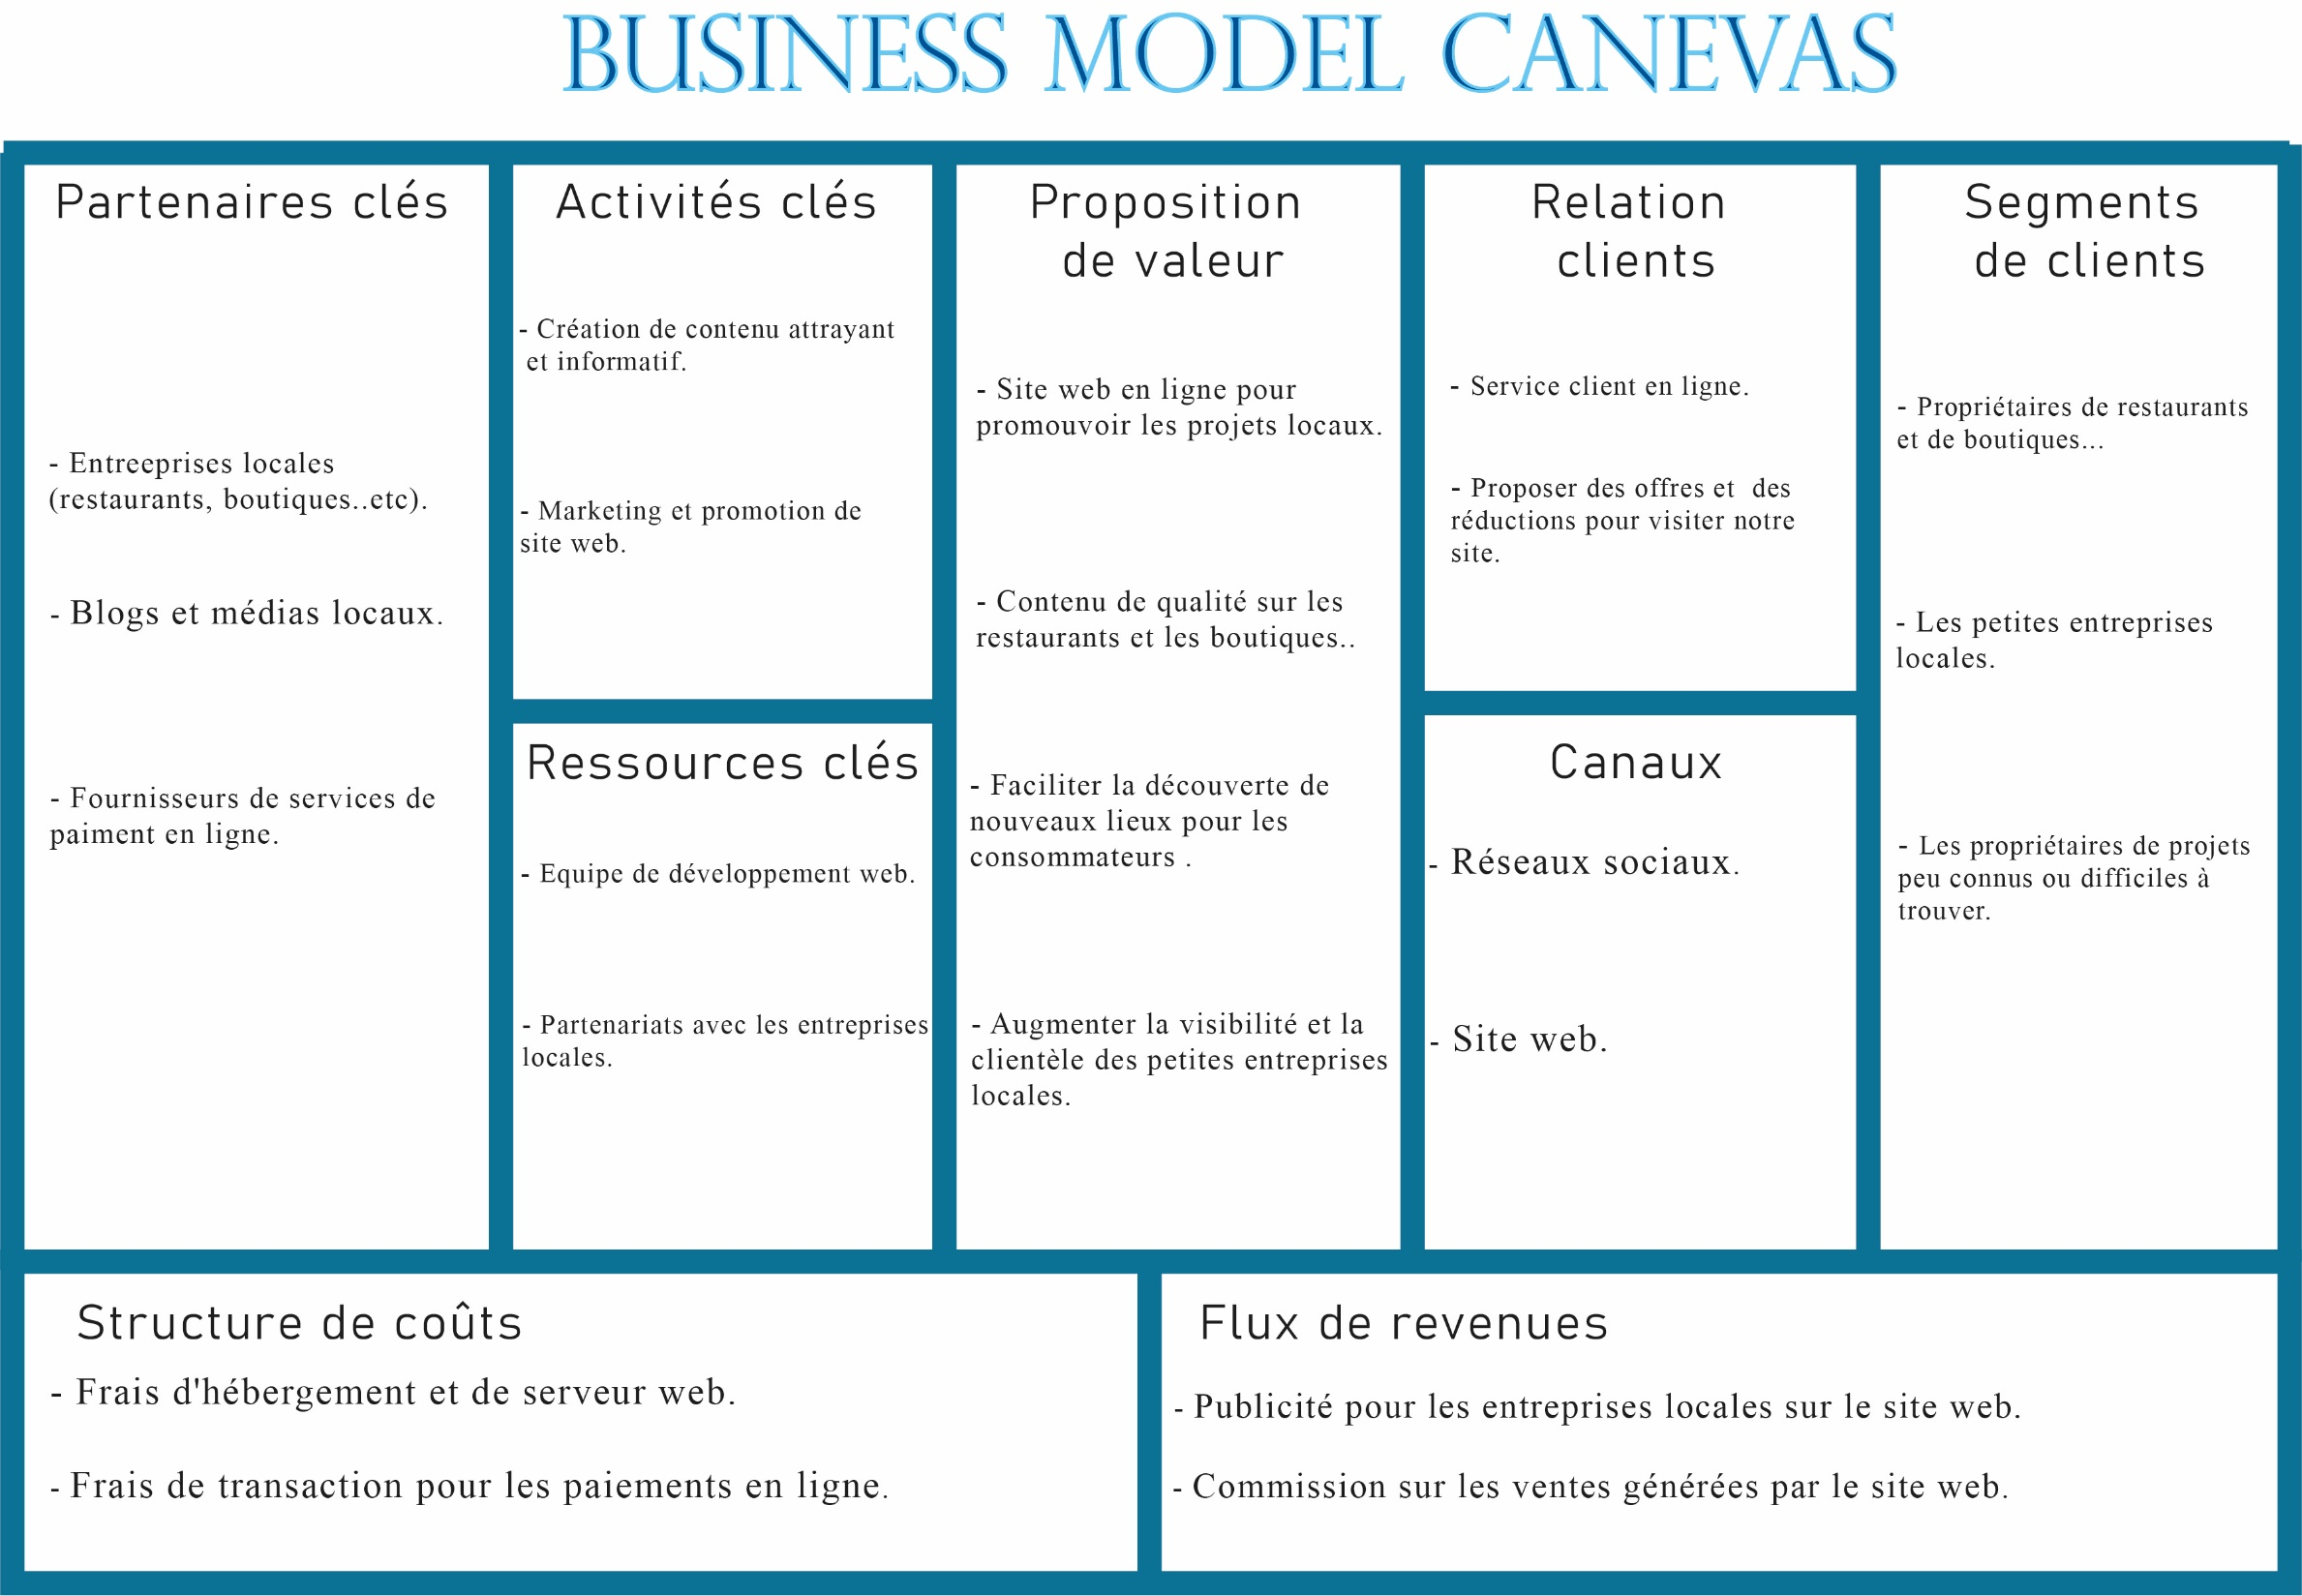 BUSINESS MODEL CANEVAS
Partenaires clés
- Entreeprises locales
(restaurants, boutiques..etc).
- Blogs et médias locaux.
- Fournisseurs de services de
paiment en ligne.
Activités clés
- Création de contenu attrayant
et informatif.
- Marketing et promotion de
site web.
Ressources clés
- Equipe de développement web.
- Partenariats avec les entreprises
locales.
Proposition
de valeur
- Site web en ligne pour
promouvoir les projets locaux.
- Contenu de qualité sur les
restaurants et les boutiques..
- Faciliter la découverte de
nouveaux lieux pour les
consommateurs .
- Augmenter la visibilité et la
clientèle des petites entreprises
locales.
Relation
clients
- Service client en ligne.
- Proposer des offres et  des
réductions pour visiter notre
site.
Canaux
- Réseaux sociaux.
- Site web.
Segments
de clients
- Propriétaires de restaurants
et de boutiques...
- Les petites entreprises
locales.
- Les propriétaires de projets
peu connus ou difficiles à
trouver.
Structure de coûts
- Frais d'hébergement et de serveur web.
- Frais de transaction pour les paiements en ligne.
Flux de revenues
- Publicité pour les entreprises locales sur le site web.
- Commission sur les ventes générées par le site web.